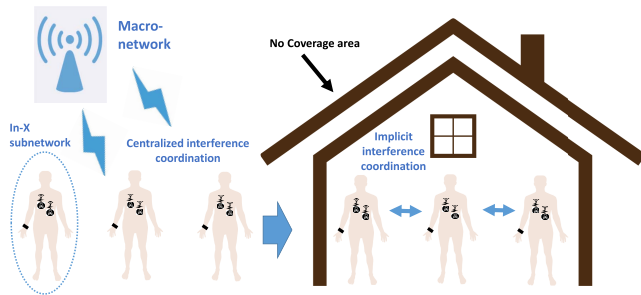 Macro-
network
No Coverage area
In-X
subnetwork
Centralized interference
coordination
Implicit
interference
coordination